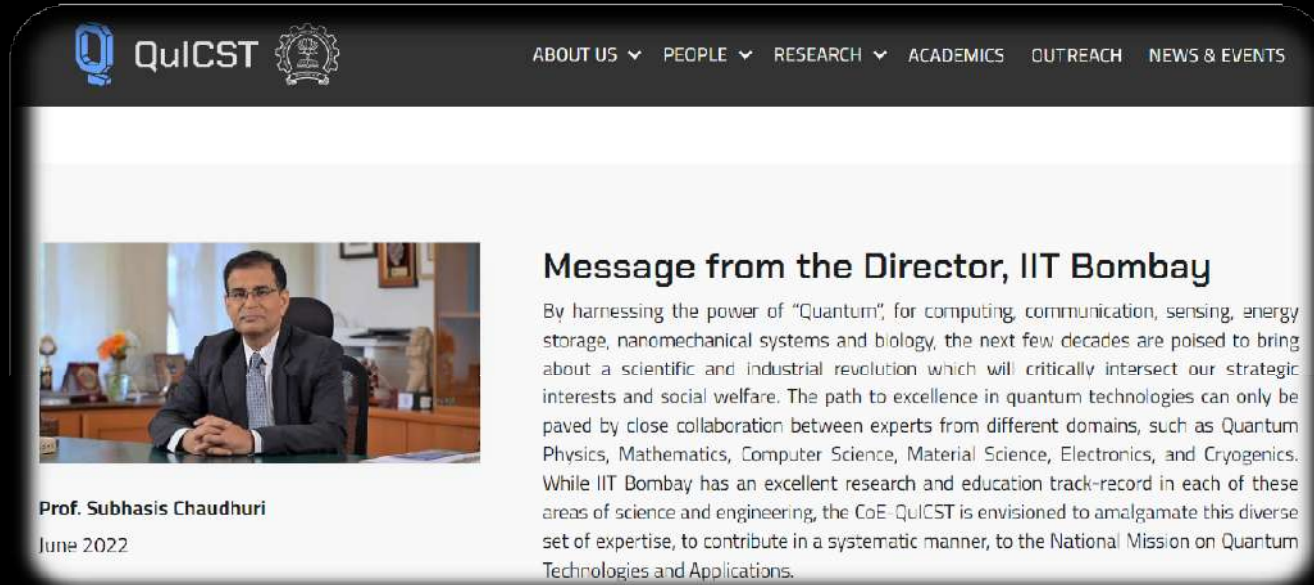 QuICST
ABOUT US
PEOPLE
RESEARCH
ACADEMICS
OUTREACH
NEWS & EVENTS
Message from the Director, IIT Bombay
By harnessing the power of “Quantum”, for computing, communication, sensing, energy
storage, nanomechanical systems and biology, the next few decades are poised to bring
about a scientific and industrial revolution which will critically intersect our strategic
interests and social welfare. The path to excellence in quantum technologies can only be
paved by close collaboration between experts from different domains, such as Quantum
Physics, Mathematics, Computer Science, Material Science, Electronics, and Cryogenics.
While IIT Bombay has an excellent research and education track-record in each of these
areas of science and engineering, the CoE-QuICST is envisioned to amalgamate this diverse
set of expertise, to contribute in a systematic manner, to the National Mission on Quantum
Technologies and Applications.
Prof. Subhasis Chaudhuri
June 2022